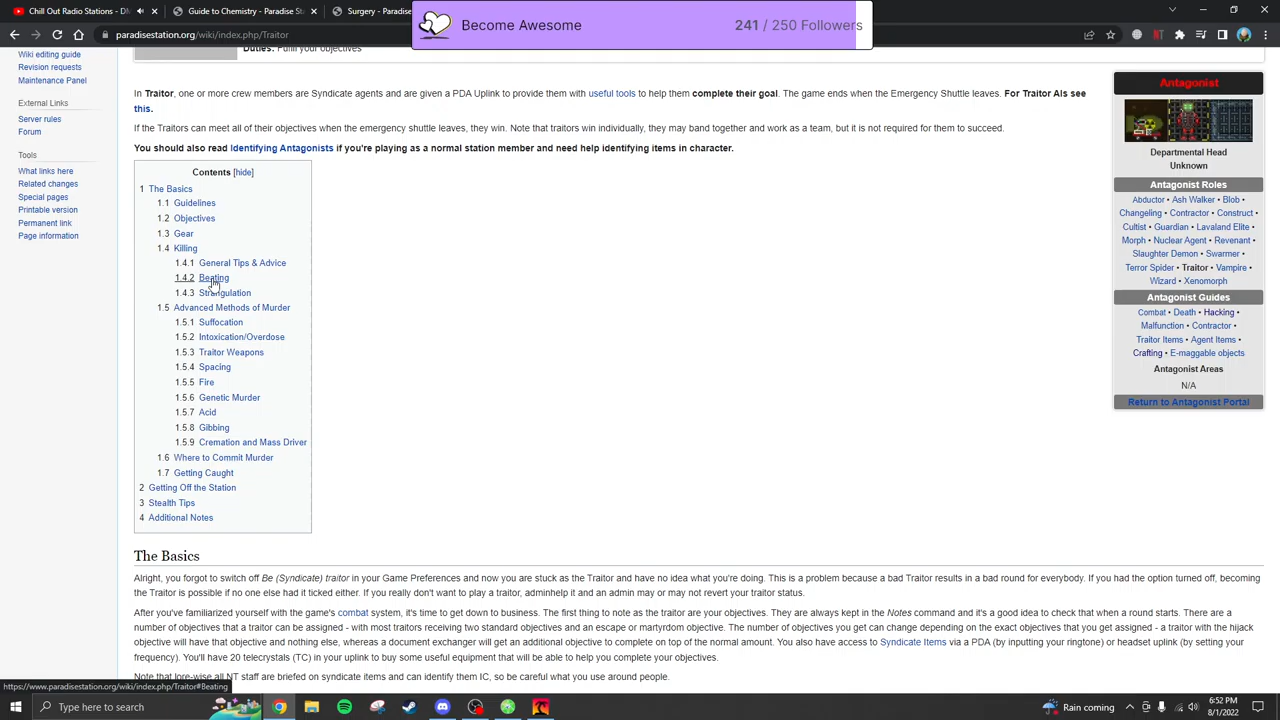 Chill Out Radio Stations -
Guide to Chemistry - Paradis
Surgery - Paradis
paradisestation.org/wiki/index.php/Traitor
Become Awesome
241 / 250 Followers
Duties: Fulfill your objectives
Wiki editing guide
Revision requests
Maintenance Panel
External Links
Server rules
Forum
Tools
What links here
Related changes
Special pages
Printable version
Permanent link
Page information
In Traitor, one or more crew members are Syndicate agents and are given a PDA uplink to provide them with useful tools to help them complete their goal. The game ends when the Emergency Shuttle leaves. For Traitor AIs see
this.
If the Traitors can meet all of their objectives when the emergency shuttle leaves, they win. Note that traitors win individually, they may band together and work as a team, but it is not required for them to succeed.
You should also read Identifying Antagonists if you're playing as a normal station member and need help identifying items in character.
Contents [hide]
1 The Basics
1.1 Guidelines
1.2 Objectives
1.3 Gear
1.4 Killing
1.4.1 General Tips & Advice
1.4.2 Beating
1.4.3 Strangulation
1.5 Advanced Methods of Murder
1.5.1 Suffocation
1.5.2 Intoxication/Overdose
1.5.3 Traitor Weapons
1.5.4 Spacing
1.5.5 Fire
1.5.6 Genetic Murder
1.5.7 Acid
1.5.8 Gibbing
1.5.9 Cremation and Mass Driver
1.6 Where to Commit Murder
1.7 Getting Caught
2 Getting Off the Station
3 Stealth Tips
4 Additional Notes
Antagonist
Departmental Head
Unknown
Antagonist Roles
Abductor • Ash Walker • Blob •
Changeling • Contractor • Construct •
Cultist • Guardian • Lavaland Elite •
Morph • Nuclear Agent • Revenant •
Slaughter Demon • Swarmer •
Terror Spider • Traitor • Vampire •
Wizard • Xenomorph
Antagonist Guides
Combat • Death • Hacking •
Malfunction • Contractor •
Traitor Items • Agent Items •
Crafting • E-maggable objects
Antagonist Areas
N/A
Return to Antagonist Portal
The Basics
Alright, you forgot to switch off Be (Syndicate) traitor in your Game Preferences and now you are stuck as the Traitor and have no idea what you're doing. This is a problem because a bad Traitor results in a bad round for everybody. If you had the option turned off, becoming
the Traitor is possible if no one else had it ticked either. If you really don't want to play a traitor, adminhelp it and an admin may or may not revert your traitor status.
After you've familiarized yourself with the game's combat system, it's time to get down to business. The first thing to note as the traitor are your objectives. They are always kept in the Notes command and it's a good idea to check that when a round starts. There are a
number of objectives that a traitor can be assigned - with most traitors receiving two standard objectives and an escape or martyrdom objective. The number of objectives you get can change depending on the exact objectives that you get assigned - a traitor with the hijack
objective will have that objective and nothing else, whereas a document exchanger will get an additional objective to complete on top of the normal amount. You also have access to Syndicate Items via a PDA (by inputting your ringtone) or headset uplink (by setting your
frequency). You'll have 20 telecrystals (TC) in your uplink to buy some useful equipment that will be able to help you complete your objectives.
Note that lore-wise all NT staff are briefed on syndicate items and can identify them IC, so be careful what you use around people.
https://www.paradisestation.org/wiki/index.php/Traitor#Beating
Type here to search
Rain coming
6:52 PM
8/1/2022